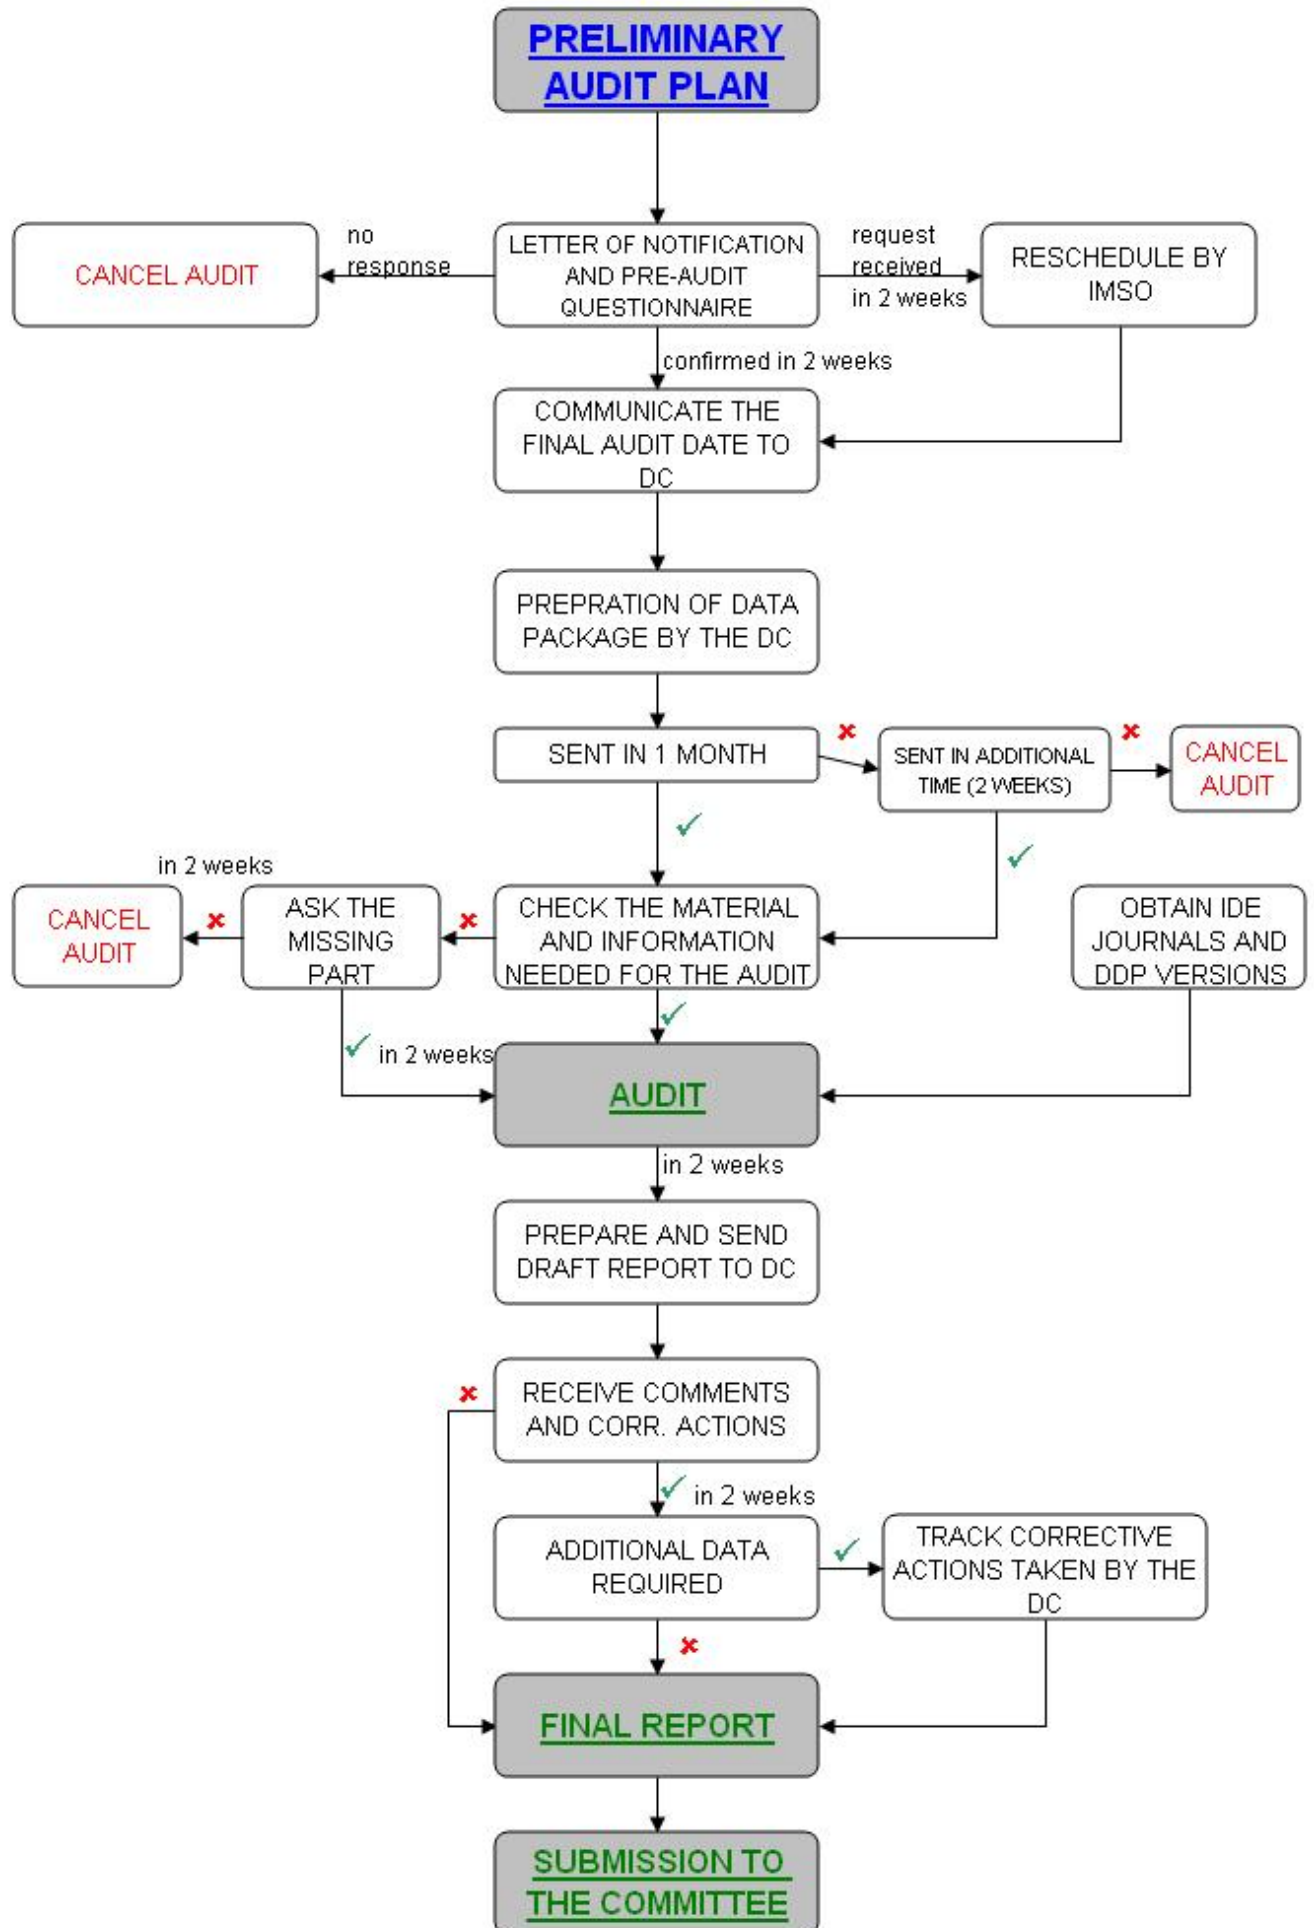 PRELIMINARY
AUDIT PLAN
no
response
CANCEL AUDIT
LETTER OF NOTIFICATION
AND PRE-AUDIT
QUESTIONNAIRE
request
received
in 2 weeks
RESCHEDULE BY
IMSO
confirmed in 2 weeks
COMMUNICATE THE
FINAL AUDIT DATE TO
DC
PREPRATION OF DATA
PACKAGE BY THE DC
SENT IN 1 MONTH
SENT IN ADDITIONAL
TIME (2 WEEKS)
CANCEL
AUDIT
in 2 weeks
CANCEL
AUDIT
ASK THE
MISSING
PART
CHECK THE MATERIAL
AND INFORMATION
NEEDED FOR THE AUDIT
OBTAIN IDE
JOURNALS AND
DDP VERSIONS
in 2 weeks
AUDIT
in 2 weeks
PREPARE AND SEND
DRAFT REPORT TO DC
RECEIVE COMMENTS
AND CORR. ACTIONS
in 2 weeks
ADDITIONAL DATA
REQUIRED
TRACK CORRECTIVE
ACTIONS TAKEN BY THE
DC
FINAL REPORT
SUBMISSION TO
THE COMMITTEE